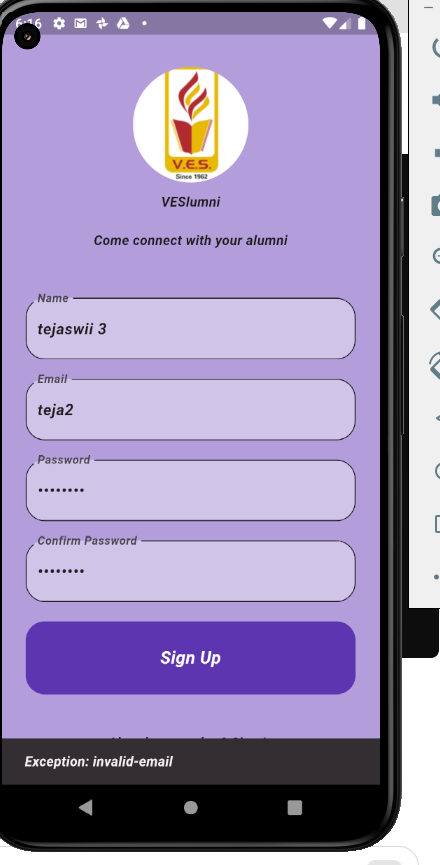 6:16
V.E.S.
Since 1962
VESlumni
Come connect with your alumni
Name
tejaswii 3
Email
teja2
Password
••••••••
Confirm Password
••••••••
Sign Up
Exception: invalid-email